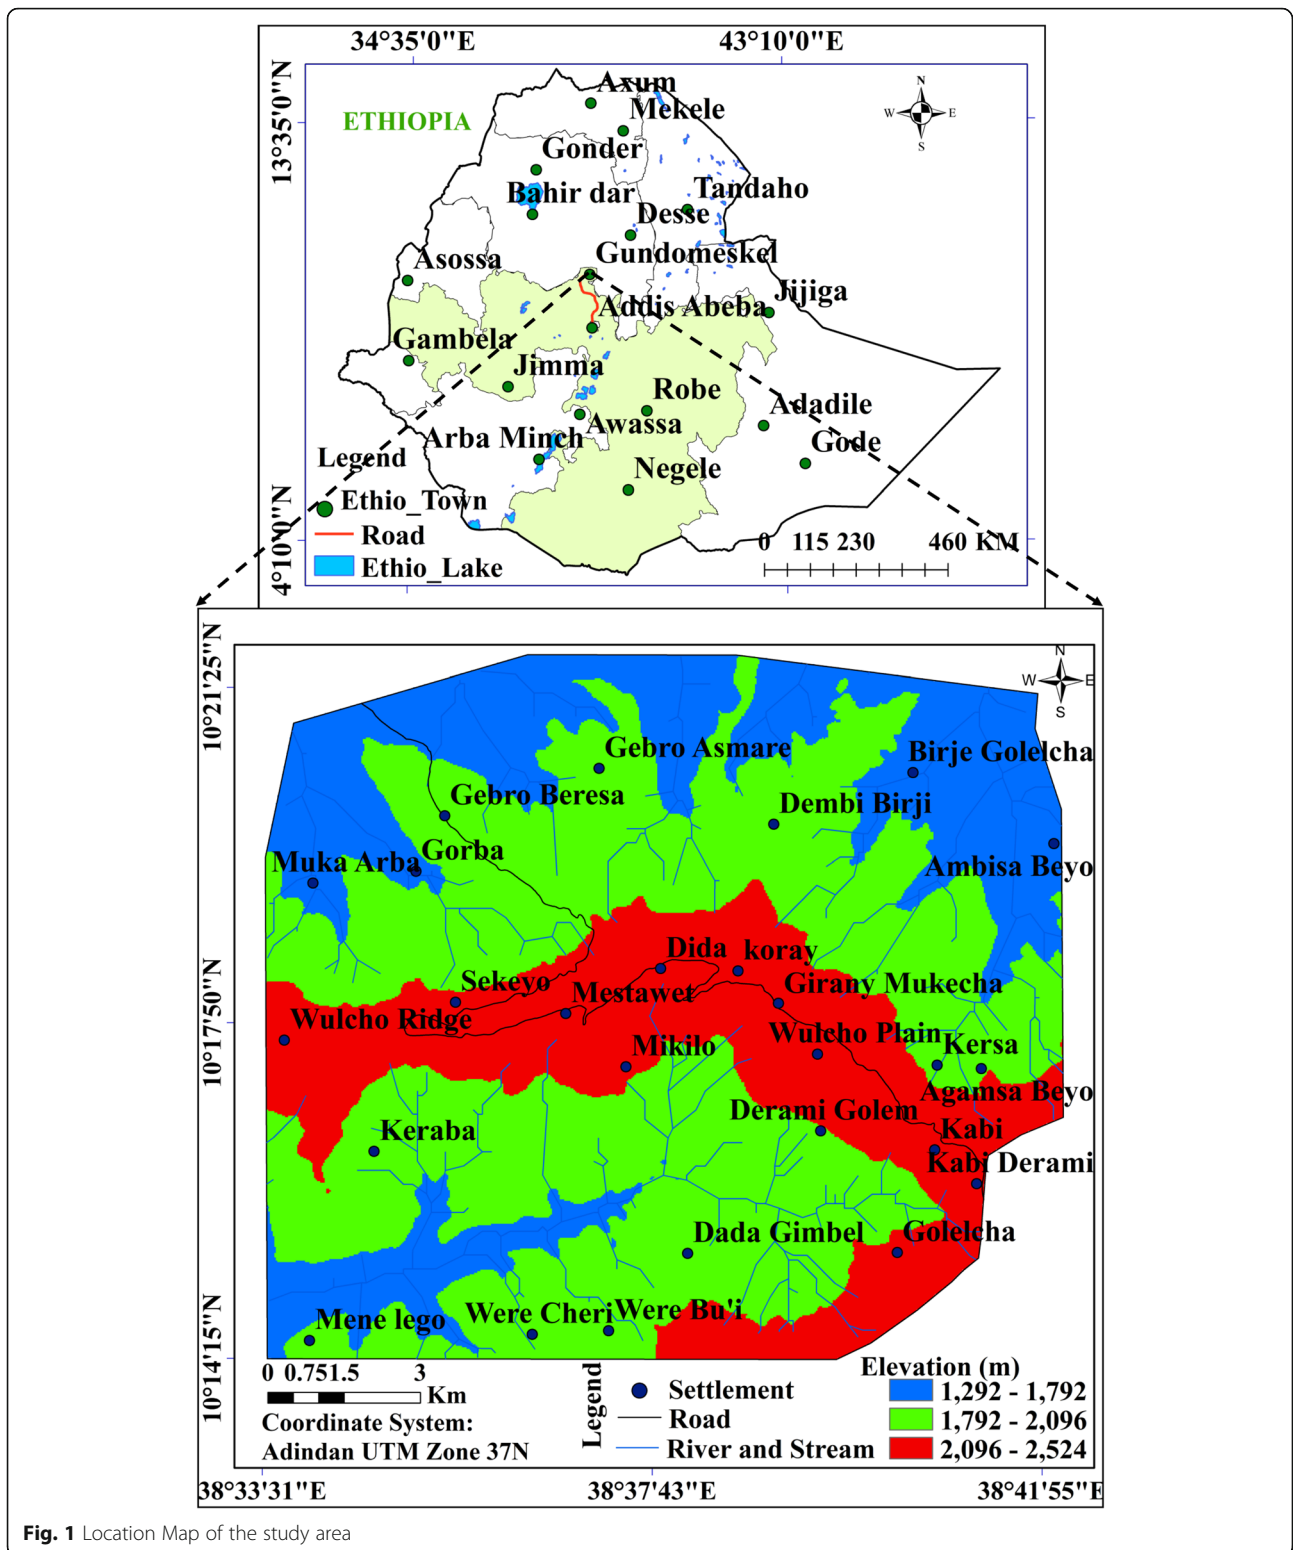 34°35'0"E 43°10'0"E
13°35'0"N
4°10'0"N
ETHIOPIA
N
W E
S
Axum
Mekele
Gonder
Bahir dar
Tandaho
Desse
Gundomeskel
Asossa
Jijiga
Addis Abeba
Gambela
Jimma
Robe
Adadile
Awassa
Arba Minch
Gode
Negele
Legend
Ethio_Town
Road
Ethio_Lake
0 115 230 460 KM
10°21'25"N
10°17'50"N
10°14'15"N
N
W E
S
Gebro Asmare
Birje Golelcha
Gebro Beresa
Dembi Birji
Gorba
Muka Arba
Ambisa Beyo
Dida koray
Sekeyo
Mestawet
Girany Mukecha
Wulcho Ridge
Wulcho Plain
Kersa
Mikilo
Agamsa Beyo
Derami Golem
Keraba
Kabi
Kabi Derami
Dada Gimbel
Golelcha
Mene lego
Were Cheri
Were Bu'i
0 0.75 1.5 3
Km
Coordinate System:
Adindan UTM Zone 37N
Legend
Settlement
Road
River and Stream
Elevation (m)
1,292 - 1,792
1,792 - 2,096
2,096 - 2,524
38°33'31"E 38°37'43"E 38°41'55"E
Fig. 1 Location Map of the study area